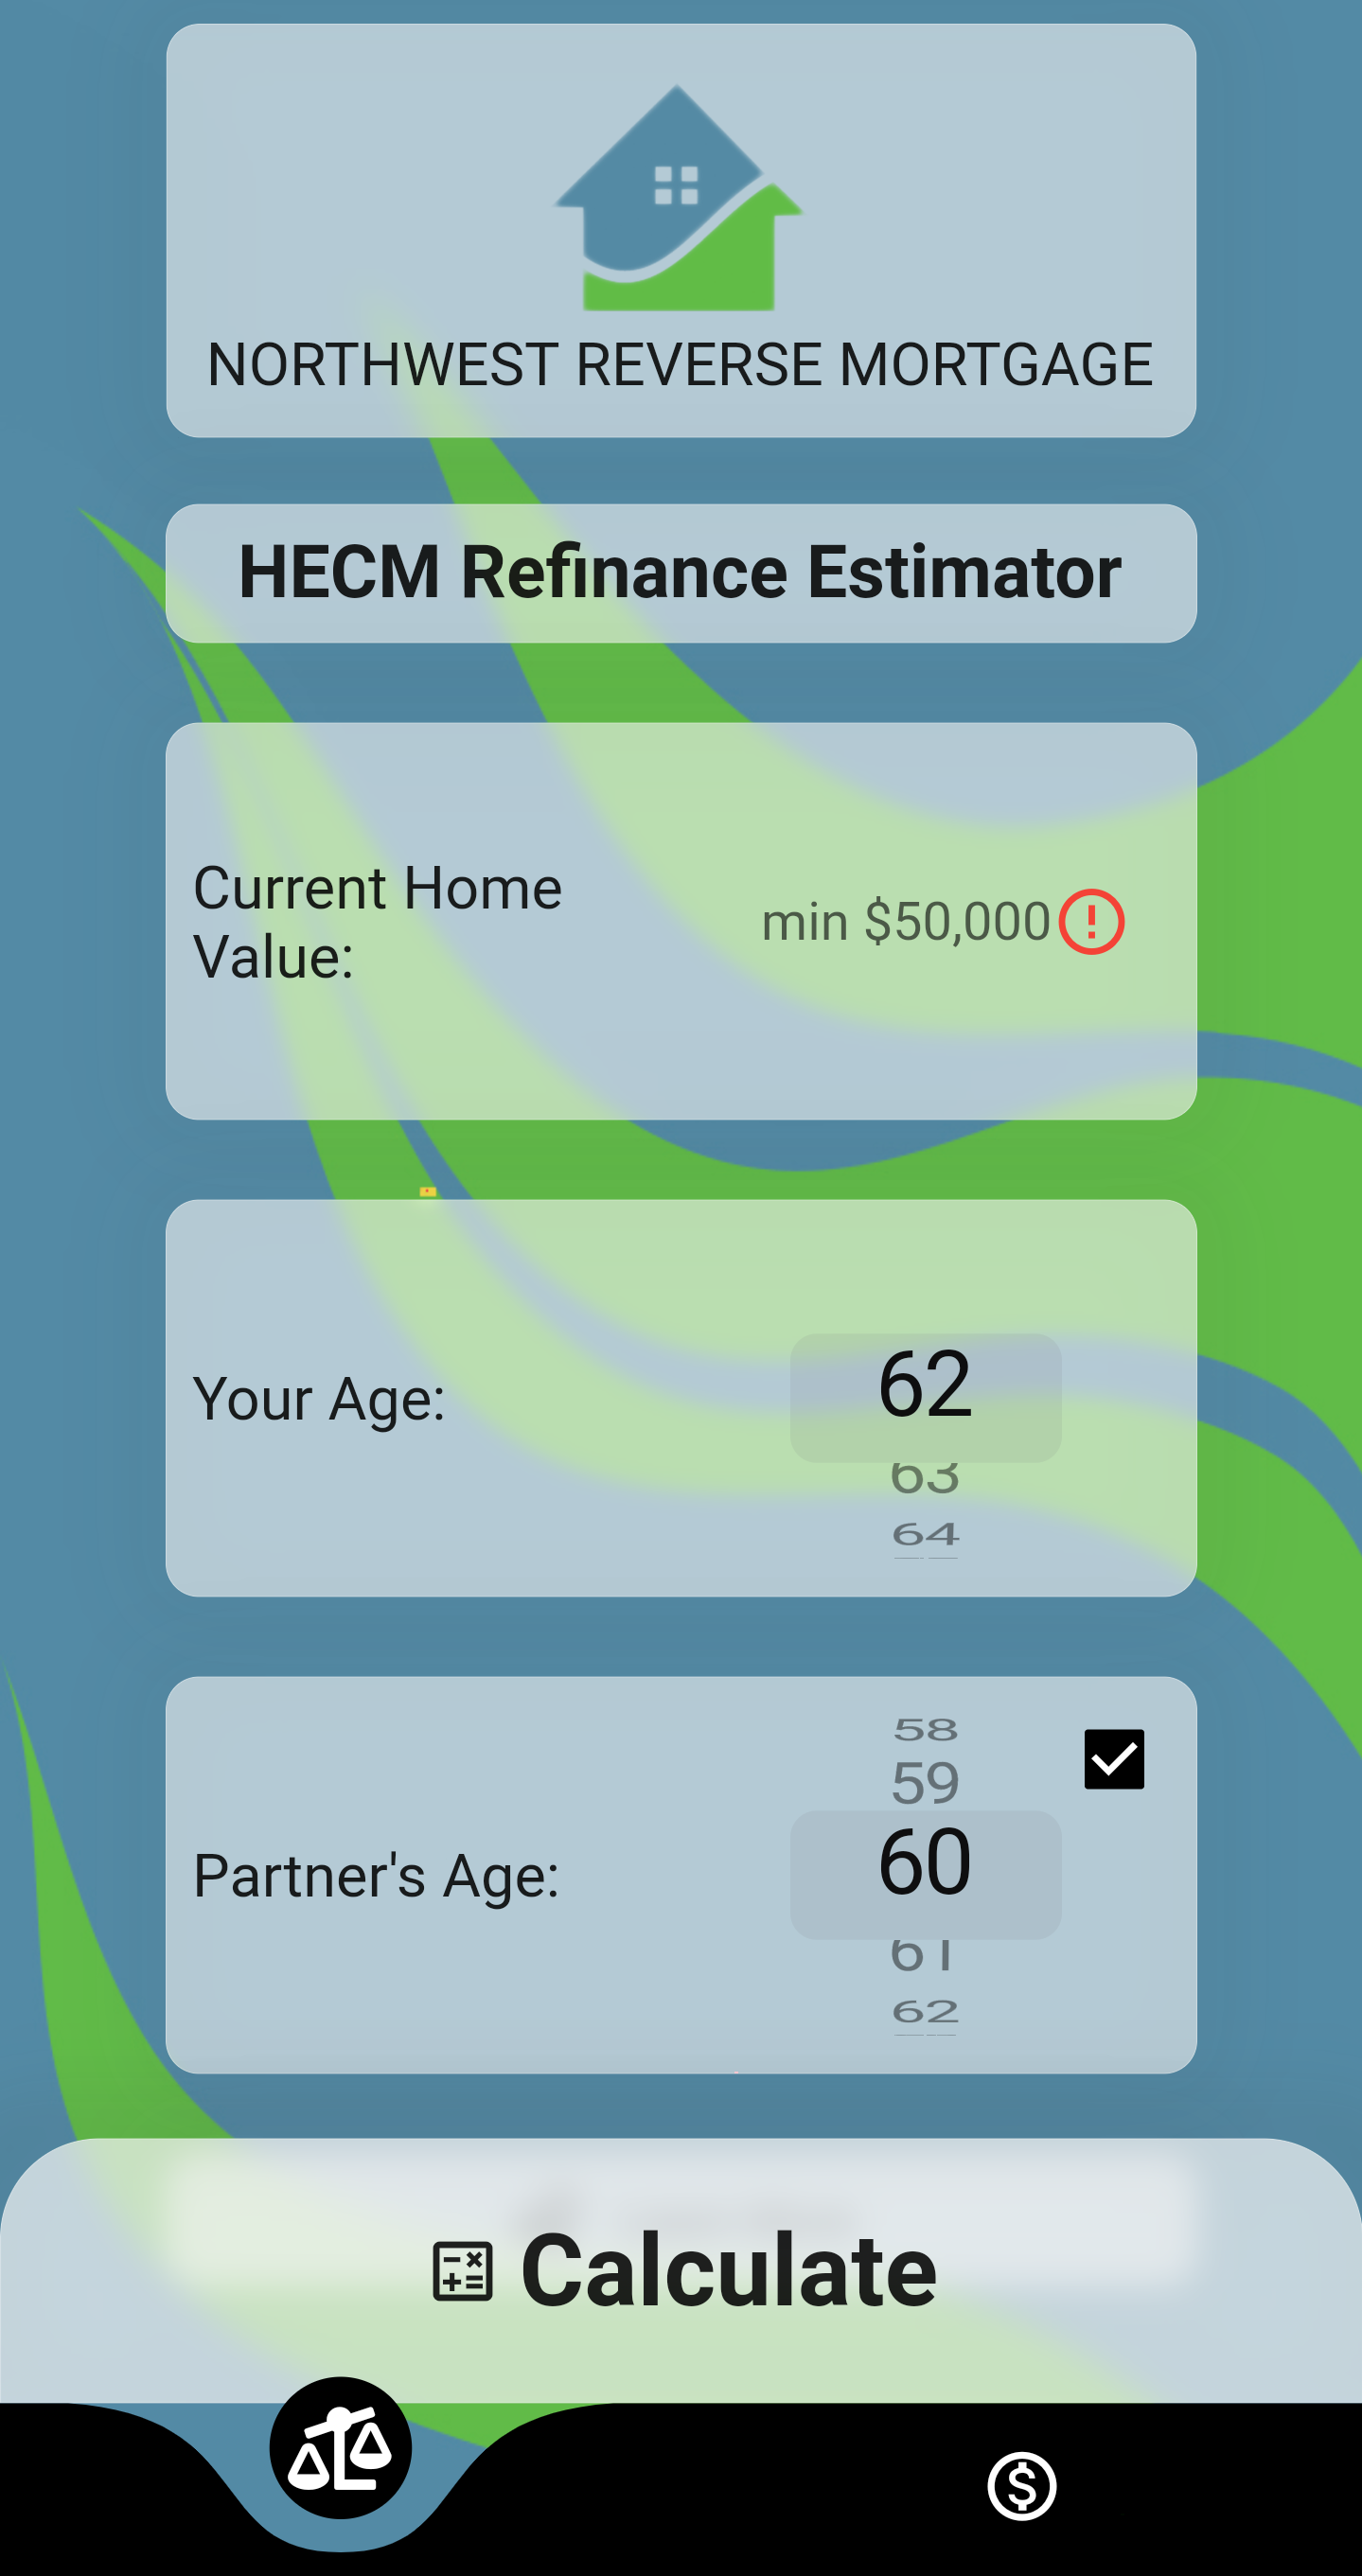 NORTHWEST REVERSE MORTGAGE
HECM Refinance Estimator
Current Home
Value:
min $50,000
Your Age:
62
63
64
58
59
Partner's Age:
60
61
62
Calculate